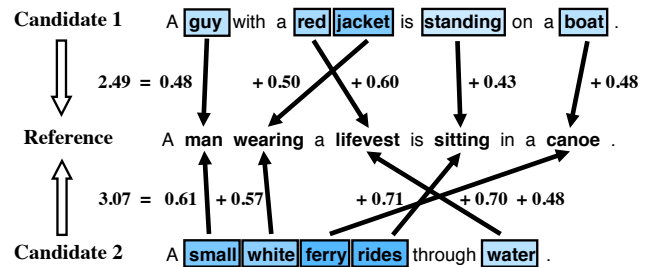 Candidate 1 A guy with a red jacket is standing on a boat .
2.49 = 0.48 + 0.50 + 0.60 + 0.43 + 0.48
Reference A man wearing a lifevest is sitting in a canoe .
3.07 = 0.61 + 0.57 + 0.71 + 0.70 + 0.48
Candidate 2 A small white ferry rides through water .